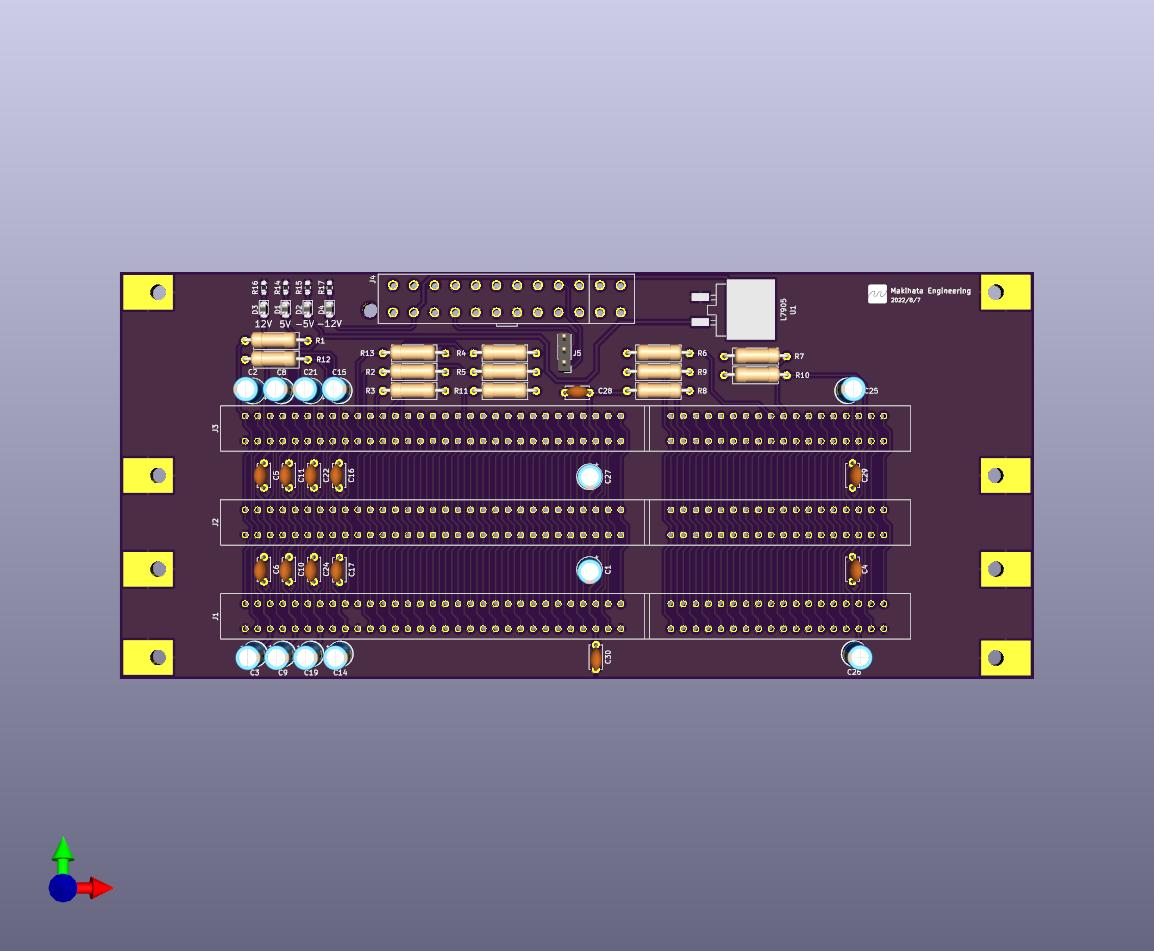 R16 R14 R15 R17
D3 D1 D2 D4
12V 5V -5V -12V
J4
L7905
U1
Makihata Engineering
2022/8/7
R1
R12
R13 R4 J5 R6 R7
R2 R5 R9 R10
R3 R11 C28 R8
C2 C8 C21 C15 C25
J3
C5 C11 C22 C16 C27 C29
J2
C6 C10 C24 C17 C1 C4
J1
C3 C9 C19 C14 C30 C26